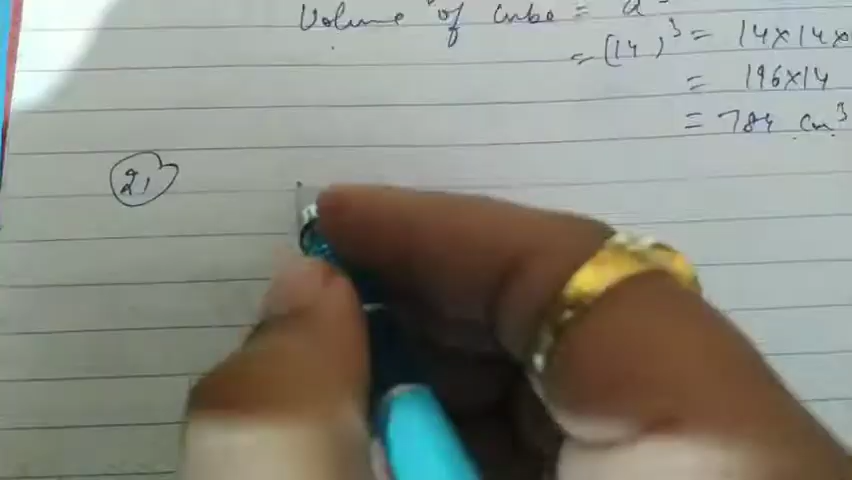 Volume of cube = a
= (14)³ = 14×14×
= 196×14
= 784 cm³
21